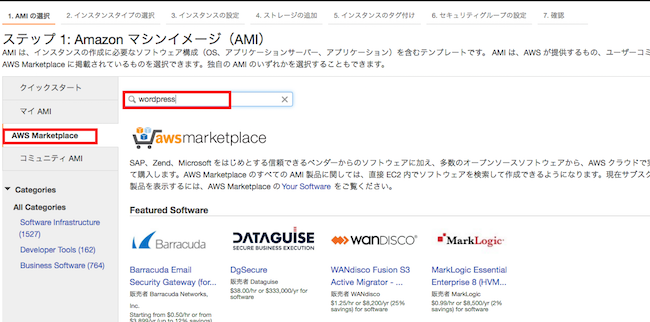 1. AMI の選択 2. インスタンスタイプの選択 3. インスタンスの設定 4. ストレージの追加 5. インスタンスのタグ付け 6. セキュリティグループの設定 7. 確認
ステップ 1: Amazon マシンイメージ（AMI）
AMI は、インスタンスの作成に必要なソフトウェア構成（OS、アプリケーションサーバー、アプリケーション）を含むテンプレートです。 AMI は、AWS が提供するもの、ユーザーコミ
AWS Marketplace に掲載されているものを選択できます。独自の AMI のいずれかを選択することもできます。
クイックスタート
マイ AMI
AWS Marketplace
コミュニティ AMI
Categories
All Categories
Software Infrastructure
(1527)
Developer Tools (162)
Business Software (764)
wordpress
awsmarketplace
SAP、Zend、Microsoft をはじめとする信頼できるベンダーからのソフトウェアに加え、多数のオープンソースソフトウェアから、AWS クラウドで実
て購入します。AWS Marketplace のすべての AMI 製品に関しては、直接 EC2 内でソフトウェアを検索して作成できるようになります。現在サブスク
製品を表示するには、AWS Marketplace の Your Software をご覧ください。
Featured Software
Barracuda
Barracuda Email
Security Gateway (for...
販売者 Barracuda Networks,
Inc.
Starting from $0.50/hr or from
$3,899/yr (up to 12% savings)
DATAGUISE
SECURE BUSINESS EXECUTION
DgSecure
販売者 Dataguise
$38.00/hr or $333,000/yr for
software
WANDISCO
WANdisco Fusion S3
Active Migrator - ...
販売者 WANdisco
$1.25/hr or $8,200/yr (25%
savings) for software
MarkLogic
MarkLogic Essential
Enterprise 8 (HVM...
販売者 MarkLogic
$0.99/hr or $8,500/yr (2%
savings) for software